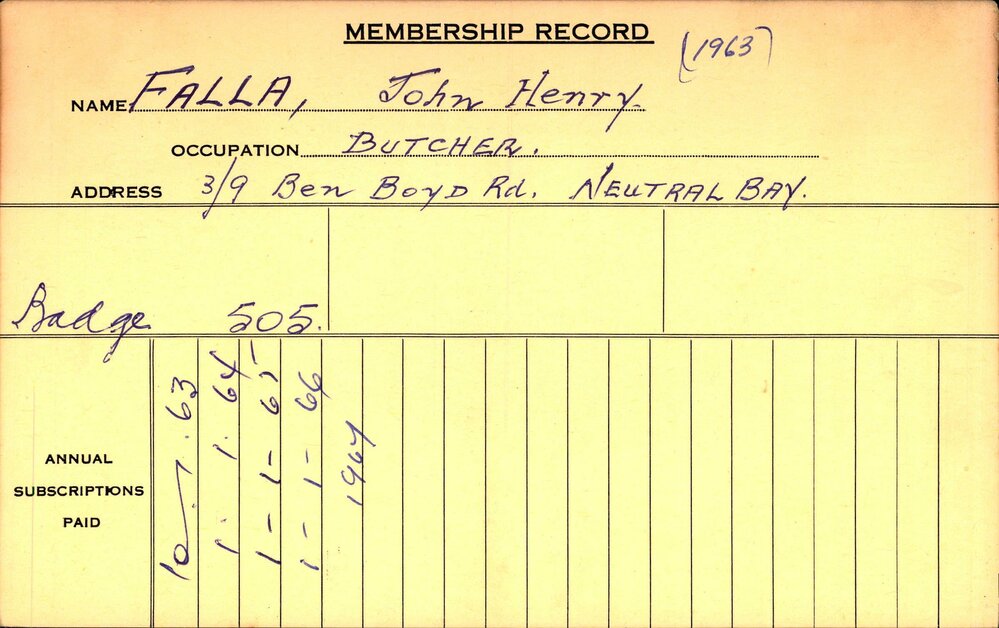 MEMBERSHIP RECORD (1963)
NAME FALLA, John Henry.
OCCUPATION BUTCHER.
ADDRESS 3/9 Ben Boyd Rd. NEUTRAL BAY.
Badge 505.
ANNUAL SUBSCRIPTIONS PAID
10.7.63
1. 1. 64
1-1-65
1-1-66
1967